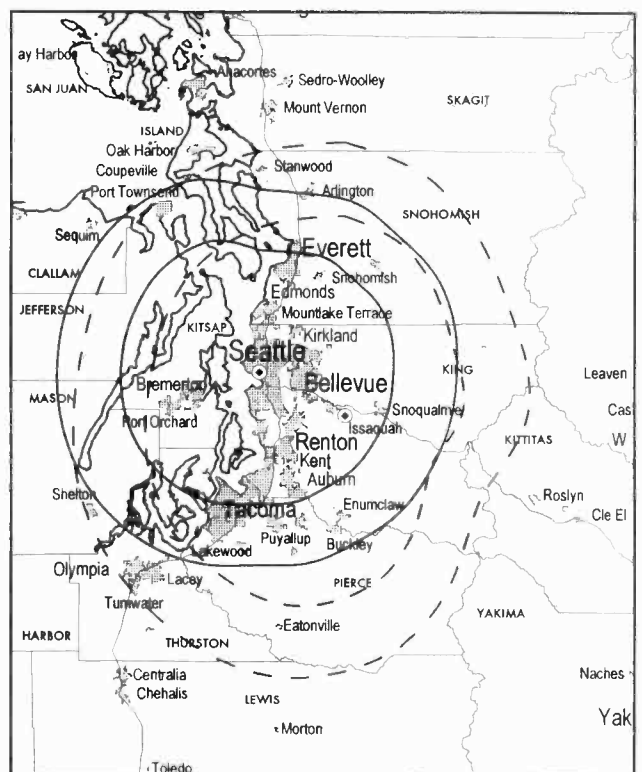 Anacortes
Sedro-Woolley
SAN JUAN
Mount Vernon
SKAGIT
ISLAND
Oak Harbor
Coupeville
Stanwood
Port Townsend
Arlington
SNOHOMISH
Sequim
Everett
CLALLAM
Snohomish
Edmonds
JEFFERSON
Mountlake Terrace
KITSAP
Kirkland
Seattle
KING
Leaven
Bremerton
Bellevue
MASON
Snoqualmie
Cas
Port Orchard
Issaquah
W
Renton
KITTITAS
Kent
Auburn
Shelton
Roslyn
Enumclaw
Tacoma
Cle El
Puyallup
Buckley
akewood
Olympia
Lacey
PIERCE
Tumwater
YAKIMA
Eatonville
HARBOR
THURSTON
Centralia
Naches
Chehalis
LEWIS
Yak
Morton
Toledo